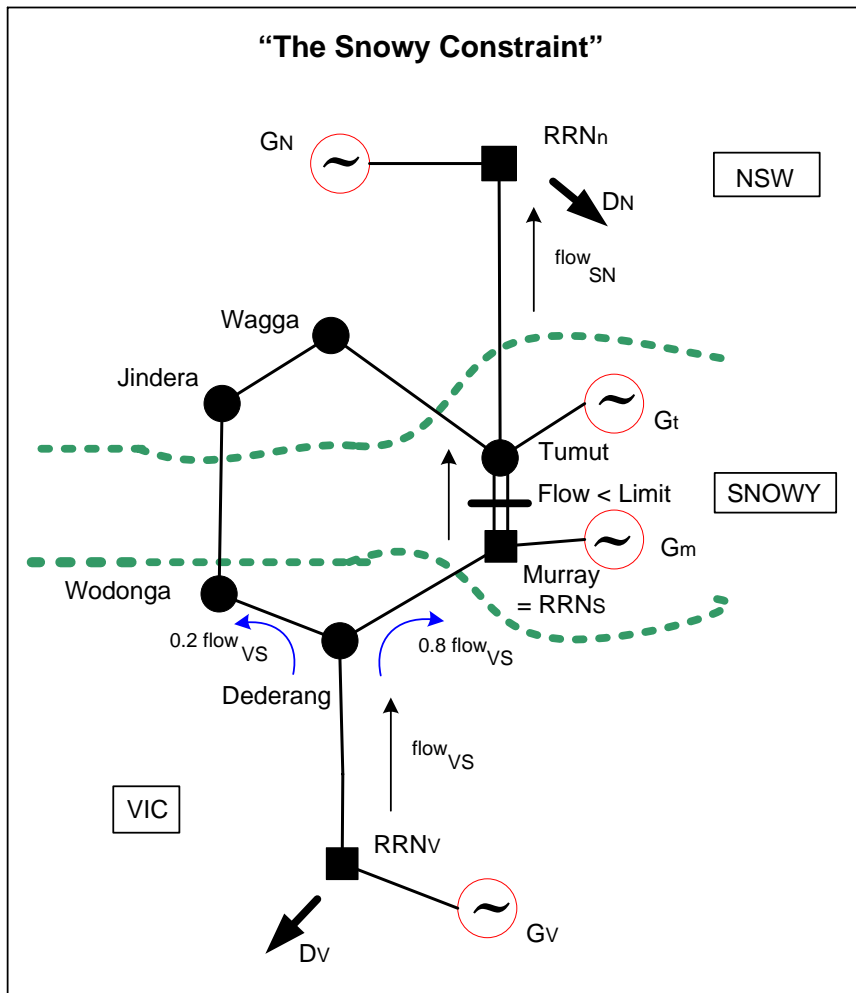 “The Snowy Constraint”
GN
RRNn
NSW
DN
flowSN
Wagga
Jindera
Gt
Tumut
Flow < Limit
SNOWY
Gm
Murray
= RRNS
Wodonga
0.2 flowVS
0.8 flowVS
Dederang
flowVS
VIC
RRNV
GV
DV